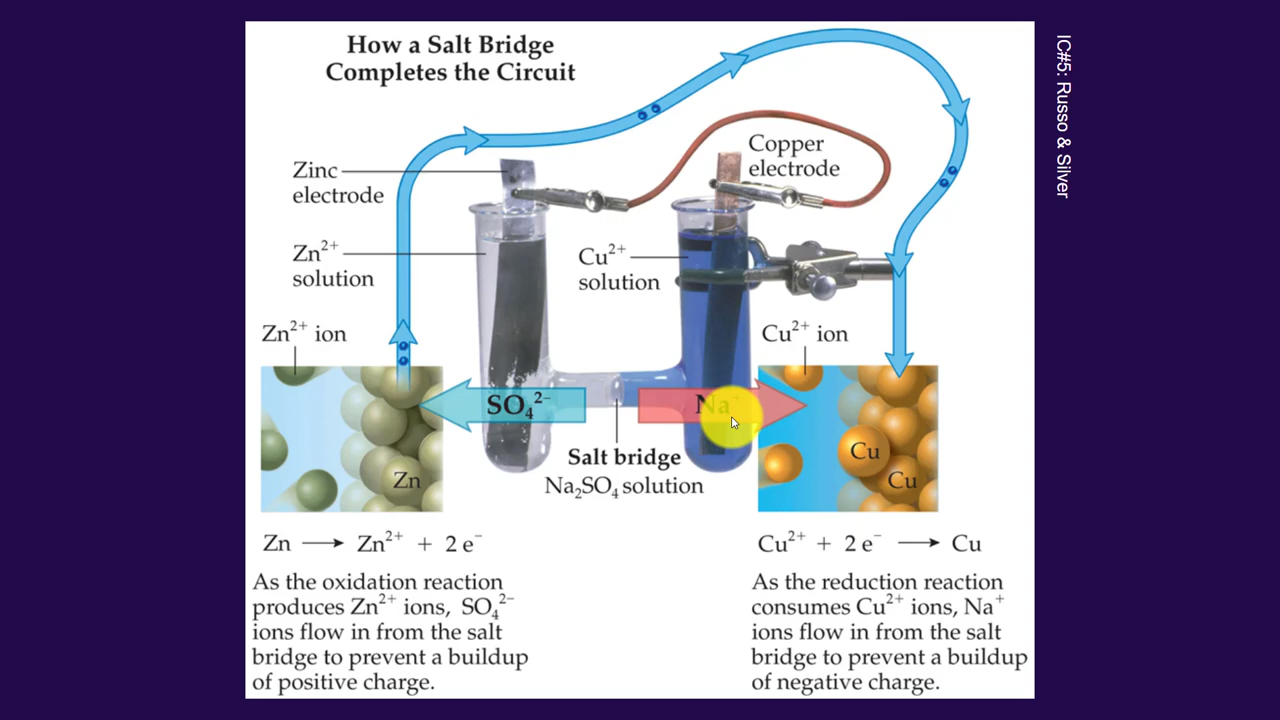 How a Salt Bridge
Completes the Circuit
IC#5: Russo & Silver
Zinc
electrode
Copper
electrode
Zn²⁺
solution
Cu²⁺
solution
Zn²⁺ ion
Cu²⁺ ion
SO₄²⁻
Na⁺
Zn
Cu
Cu
Salt bridge
Na₂SO₄ solution
Zn ⟶ Zn²⁺ + 2 e⁻
As the oxidation reaction
produces Zn²⁺ ions, SO₄²⁻
ions flow in from the salt
bridge to prevent a buildup
of positive charge.
Cu²⁺ + 2 e⁻ ⟶ Cu
As the reduction reaction
consumes Cu²⁺ ions, Na⁺
ions flow in from the salt
bridge to prevent a buildup
of negative charge.